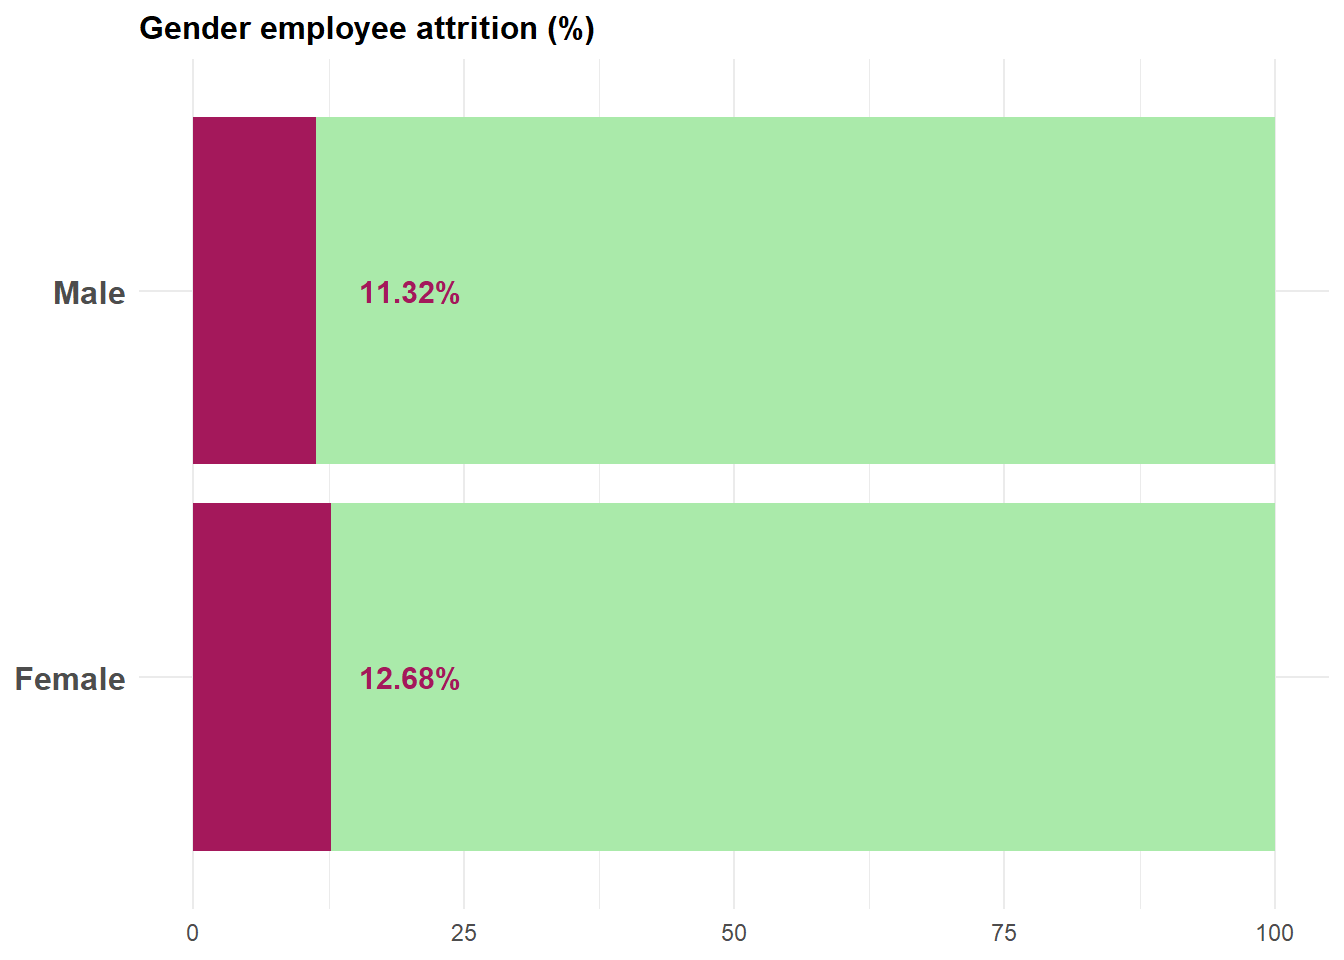 Gender employee attrition (%)
Male
11.32%
Female
12.68%
0 25 50 75 100